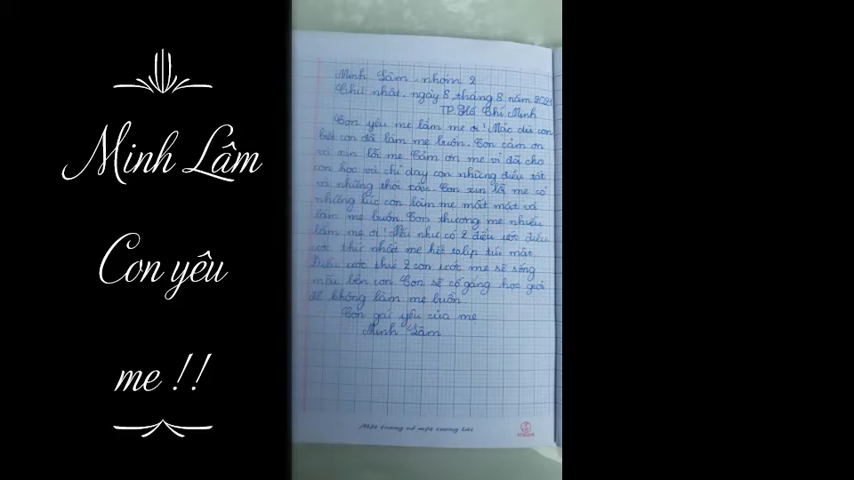 Minh Lâm
Con yêu
me !!
Minh Lâm nhóm 2
Chủ nhật, ngày 8 tháng 8 năm 2021
TP Hồ Chí Minh
Con yêu mẹ lắm mẹ ơi! Mặc dù con
biết con đã làm mẹ buồn. Con cảm ơn
và xin lỗi mẹ. Cảm ơn mẹ vì đã cho
con học và chỉ dạy con những điều tốt
và những thói xấu. Con xin lỗi mẹ có
những lúc con làm mẹ mất mặt và
làm mẹ buồn. Con thương mẹ nhiều
lắm mẹ ơi! Nếu như có 2 điều ước điều
ước thứ nhất mẹ hết túi mật.
Điều ước thứ 2 con ước mẹ sẽ sống
mãi bên con. Con sẽ cố gắng học giỏi
để không làm mẹ buồn.
Con gái yêu của mẹ
Minh Lâm